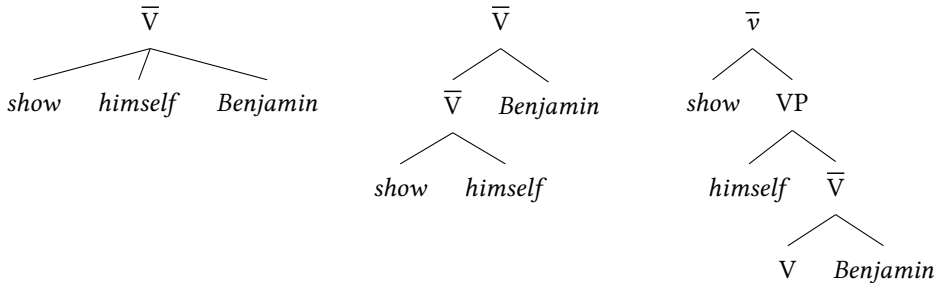 V̅ V̅ v̅
show himself Benjamin V̅ Benjamin show VP
show himself himself V̅
V Benjamin